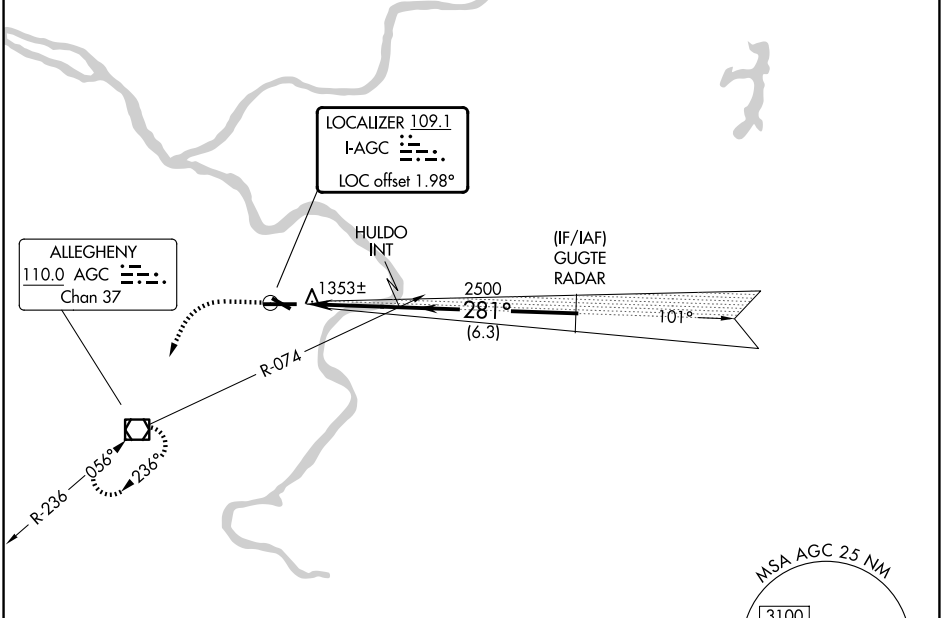 LOCALIZER 109.1
I-AGC
LOC offset 1.98°
ALLEGHENY
110.0 AGC
Chan 37
HULDO
INT
(IF/IAF)
GUGTE
RADAR
1353±
2500
281°
(6.3)
101°
R-074
R-236
056°
236°
MSA AGC 25 NM
3100